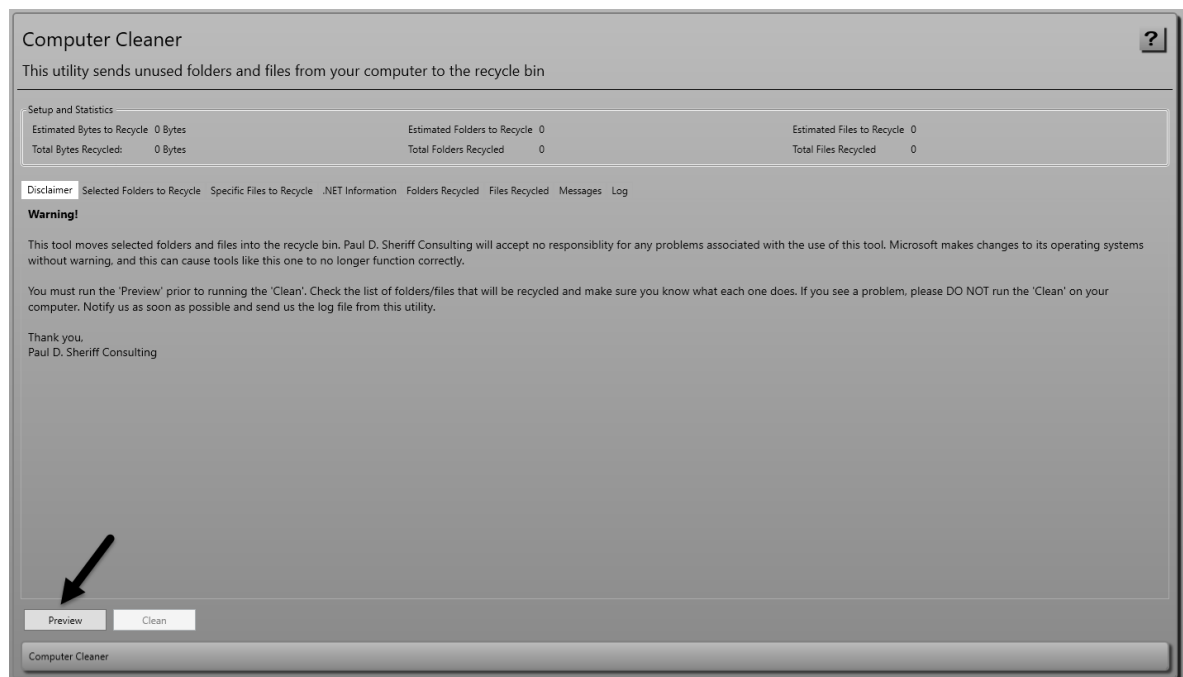 Computer Cleaner
?
This utility sends unused folders and files from your computer to the recycle bin
Setup and Statistics
Estimated Bytes to Recycle 0 Bytes Estimated Folders to Recycle 0 Estimated Files to Recycle 0
Total Bytes Recycled: 0 Bytes Total Folders Recycled 0 Total Files Recycled 0
Disclaimer Selected Folders to Recycle Specific Files to Recycle .NET Information Folders Recycled Files Recycled Messages Log
Warning!
This tool moves selected folders and files into the recycle bin. Paul D. Sheriff Consulting will accept no responsiblity for any problems associated with the use of this tool. Microsoft makes changes to its operating systems
without warning, and this can cause tools like this one to no longer function correctly.
You must run the 'Preview' prior to running the 'Clean'. Check the list of folders/files that will be recycled and make sure you know what each one does. If you see a problem, please DO NOT run the 'Clean' on your
computer. Notify us as soon as possible and send us the log file from this utility.
Thank you,
Paul D. Sheriff Consulting
Preview Clean
Computer Cleaner